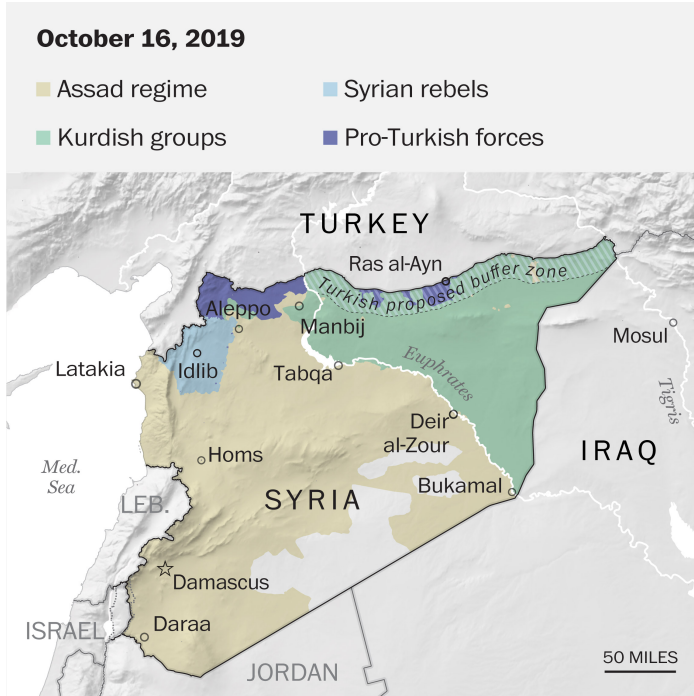 October 16, 2019
Assad regime
Syrian rebels
Kurdish groups
Pro-Turkish forces
TURKEY
Ras al-Ayn
Turkish proposed buffer zone
Aleppo
Manbij
Mosul
Latakia
Idlib
Tabqa
Euphrates
Tigris
Deir
al-Zour
Homs
IRAQ
Med.
Sea
Bukamal
SYRIA
LEB.
Damascus
Daraa
ISRAEL
JORDAN
50 MILES